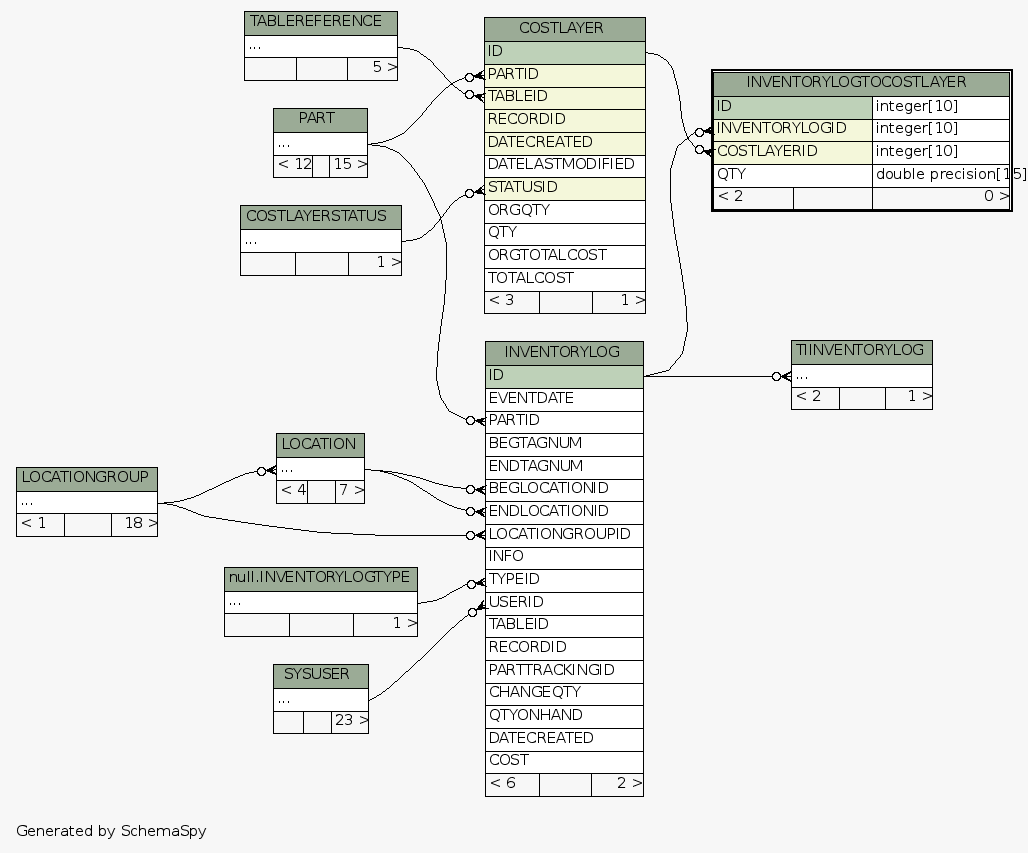 TABLEREFERENCE
...
5 >
PART
...
< 12
15 >
COSTLAYERSTATUS
...
1 >
COSTLAYER
ID
PARTID
TABLEID
RECORDID
DATECREATED
DATELASTMODIFIED
STATUSID
ORGQTY
QTY
ORGTOTALCOST
TOTALCOST
< 3
1 >
INVENTORYLOGTOCOSTLAYER
ID integer[10]
INVENTORYLOGID integer[10]
COSTLAYERID integer[10]
QTY double precision[15]
< 2
0 >
INVENTORYLOG
ID
EVENTDATE
PARTID
BEGTAGNUM
ENDTAGNUM
BEGLOCATIONID
ENDLOCATIONID
LOCATIONGROUPID
INFO
TYPEID
USERID
TABLEID
RECORDID
PARTTRACKINGID
CHANGEQTY
QTYONHAND
DATECREATED
COST
< 6
2 >
TIINVENTORYLOG
...
< 2
1 >
LOCATION
...
< 4
7 >
LOCATIONGROUP
...
< 1
18 >
null.INVENTORYLOGTYPE
...
1 >
SYSUSER
...
23 >
Generated by SchemaSpy